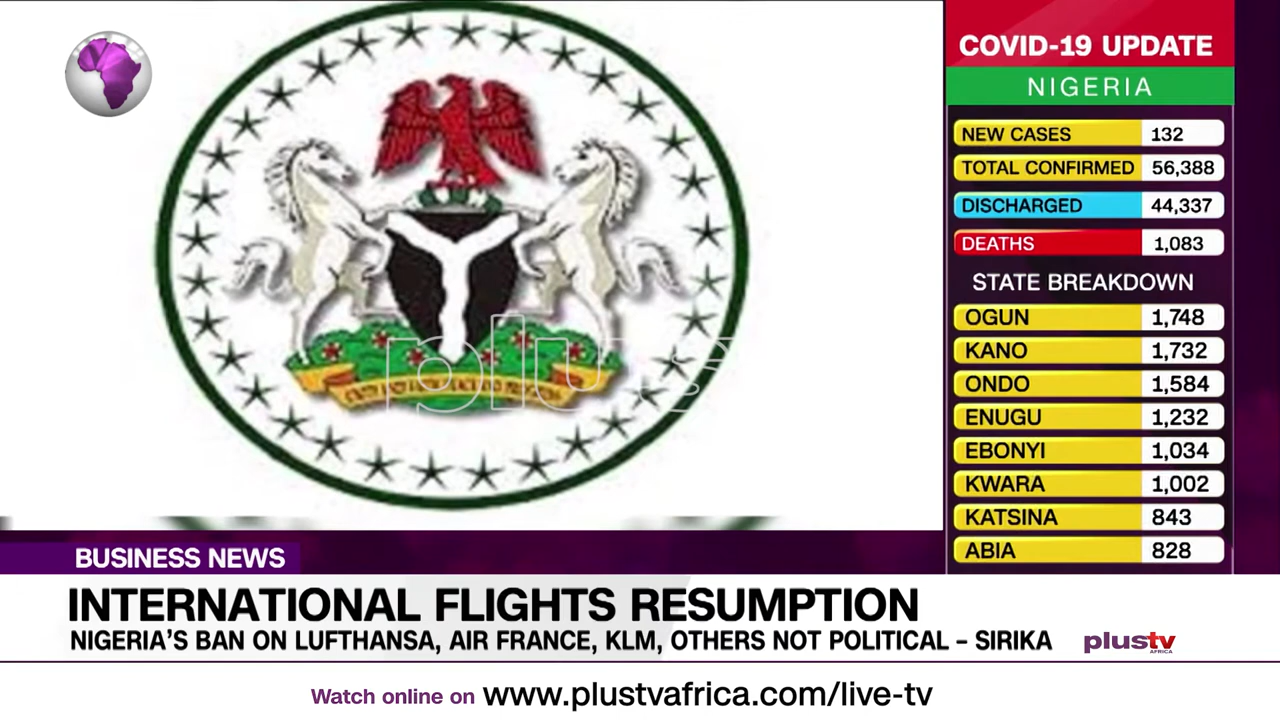 COVID-19 UPDATE
NIGERIA
NEW CASES 132
TOTAL CONFIRMED 56,388
DISCHARGED 44,337
DEATHS 1,083
STATE BREAKDOWN
OGUN 1,748
KANO 1,732
ONDO 1,584
ENUGU 1,232
EBONYI 1,034
KWARA 1,002
KATSINA 843
ABIA 828
plus
BUSINESS NEWS
INTERNATIONAL FLIGHTS RESUMPTION
NIGERIA'S BAN ON LUFTHANSA, AIR FRANCE, KLM, OTHERS NOT POLITICAL – SIRIKA
plustv
AFRICA
Watch online on www.plustvafrica.com/live-tv